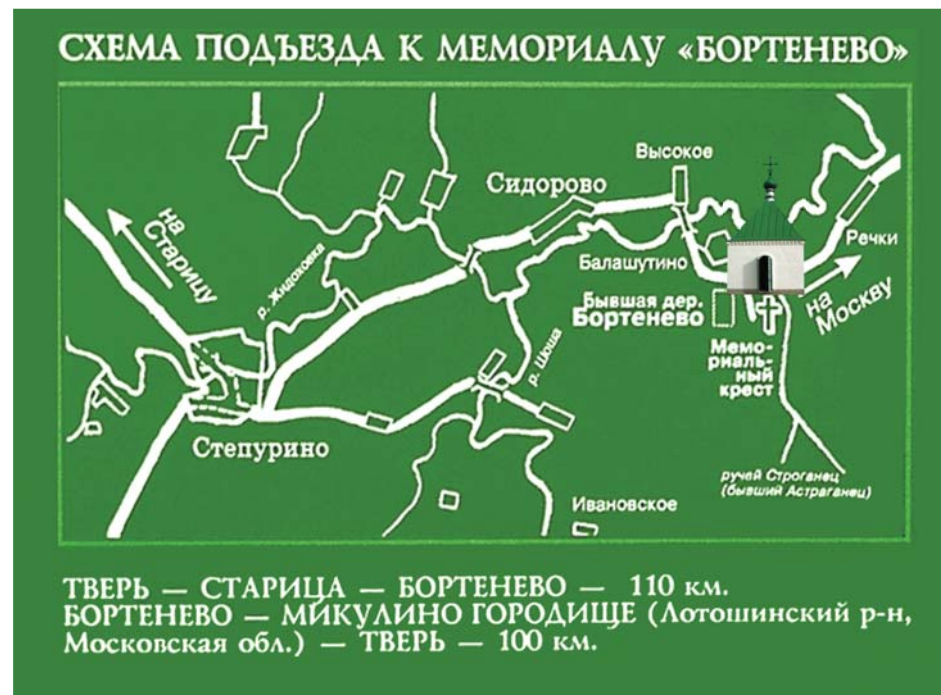 СХЕМА ПОДЪЕЗДА К МЕМОРИАЛУ «БОРТЕНЕВО»
Высокое
Сидорово
на
Старицу
р. Жидоховка
Балашутино
Речки
на
Москву
Бывшая дер.
Бортенево
Мемо-
риаль-
ный
крест
р. Шоша
Степурино
ручей Строганец
(бывший Астраганец)
Ивановское
ТВЕРЬ — СТАРИЦА — БОРТЕНЕВО — 110 км.
БОРТЕНЕВО — МИКУЛИНО ГОРОДИЩЕ (Лотошинский р-н,
Московская обл.) — ТВЕРЬ — 100 км.